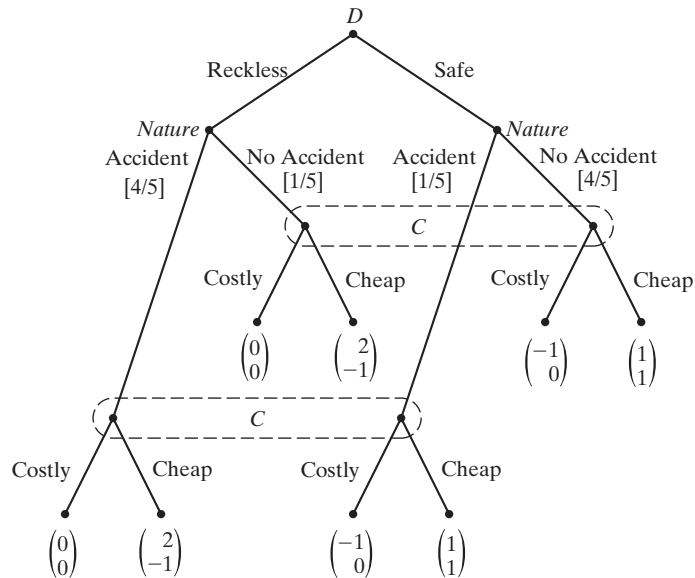 D
Reckless Safe
Nature Nature
Accident No Accident Accident No Accident
[4/5] [1/5] [1/5] [4/5]
C
Costly Cheap Costly Cheap
(0 0) (2 −1) (−1 0) (1 1)
C
Costly Cheap Costly Cheap
(0 0) (2 −1) (−1 0) (1 1)